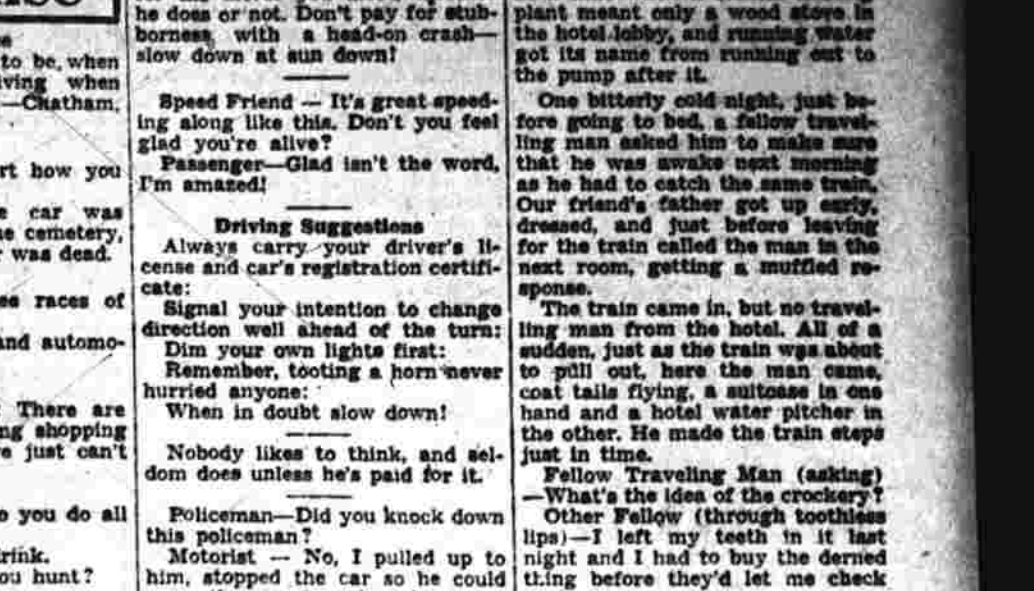 to be, when
ving when
—Chatham.
rt how you
car was
e cemetery,
was dead.
races of
and automo-
There are
ng shopping
just can't
you do all
rink.
ou hunt?
he does or not. Don't pay for stub-
borness, with a head-on crash—
slow down at sun down!
Speed Friend — It's great speed-
ing along like this. Don't you feel
glad you're alive?
Passenger—Glad isn't the word,
I'm amazed!
Driving Suggestions
Always carry your driver's li-
cense and car's registration certifi-
cate:
Signal your intention to change
direction well ahead of the turn:
Dim your own lights first:
Remember, tooting a horn never
hurried anyone:
When in doubt slow down!
Nobody likes to think, and sel-
dom does unless he's paid for it.
Policeman—Did you knock down
this policeman?
Motorist — No, I pulled up to
him, stopped the car so he could
plant meant only a wood stove in
the hotel lobby, and running water
got its name from running out to
the pump after it.
One bitterly cold night, just be-
fore going to bed, a fellow travel-
ling man asked him to make sure
that he was awake next morning
as he had to catch the same train.
Our friend's father got up early,
dressed, and just before leaving
for the train called the man in the
next room, getting a muffled re-
sponse.
The train came in, but no travel-
ling man from the hotel. All of a
sudden, just as the train was about
to pull out, here the man came,
coat tails flying, a suitcase in one
hand and a hotel water pitcher in
the other. He made the train steps
just in time.
Fellow Traveling Man (asking)
—What's the idea of the crockery?
Other Fellow (through toothless
lips)—I left my teeth in it last
night and I had to buy the derned
thing before they'd let me check